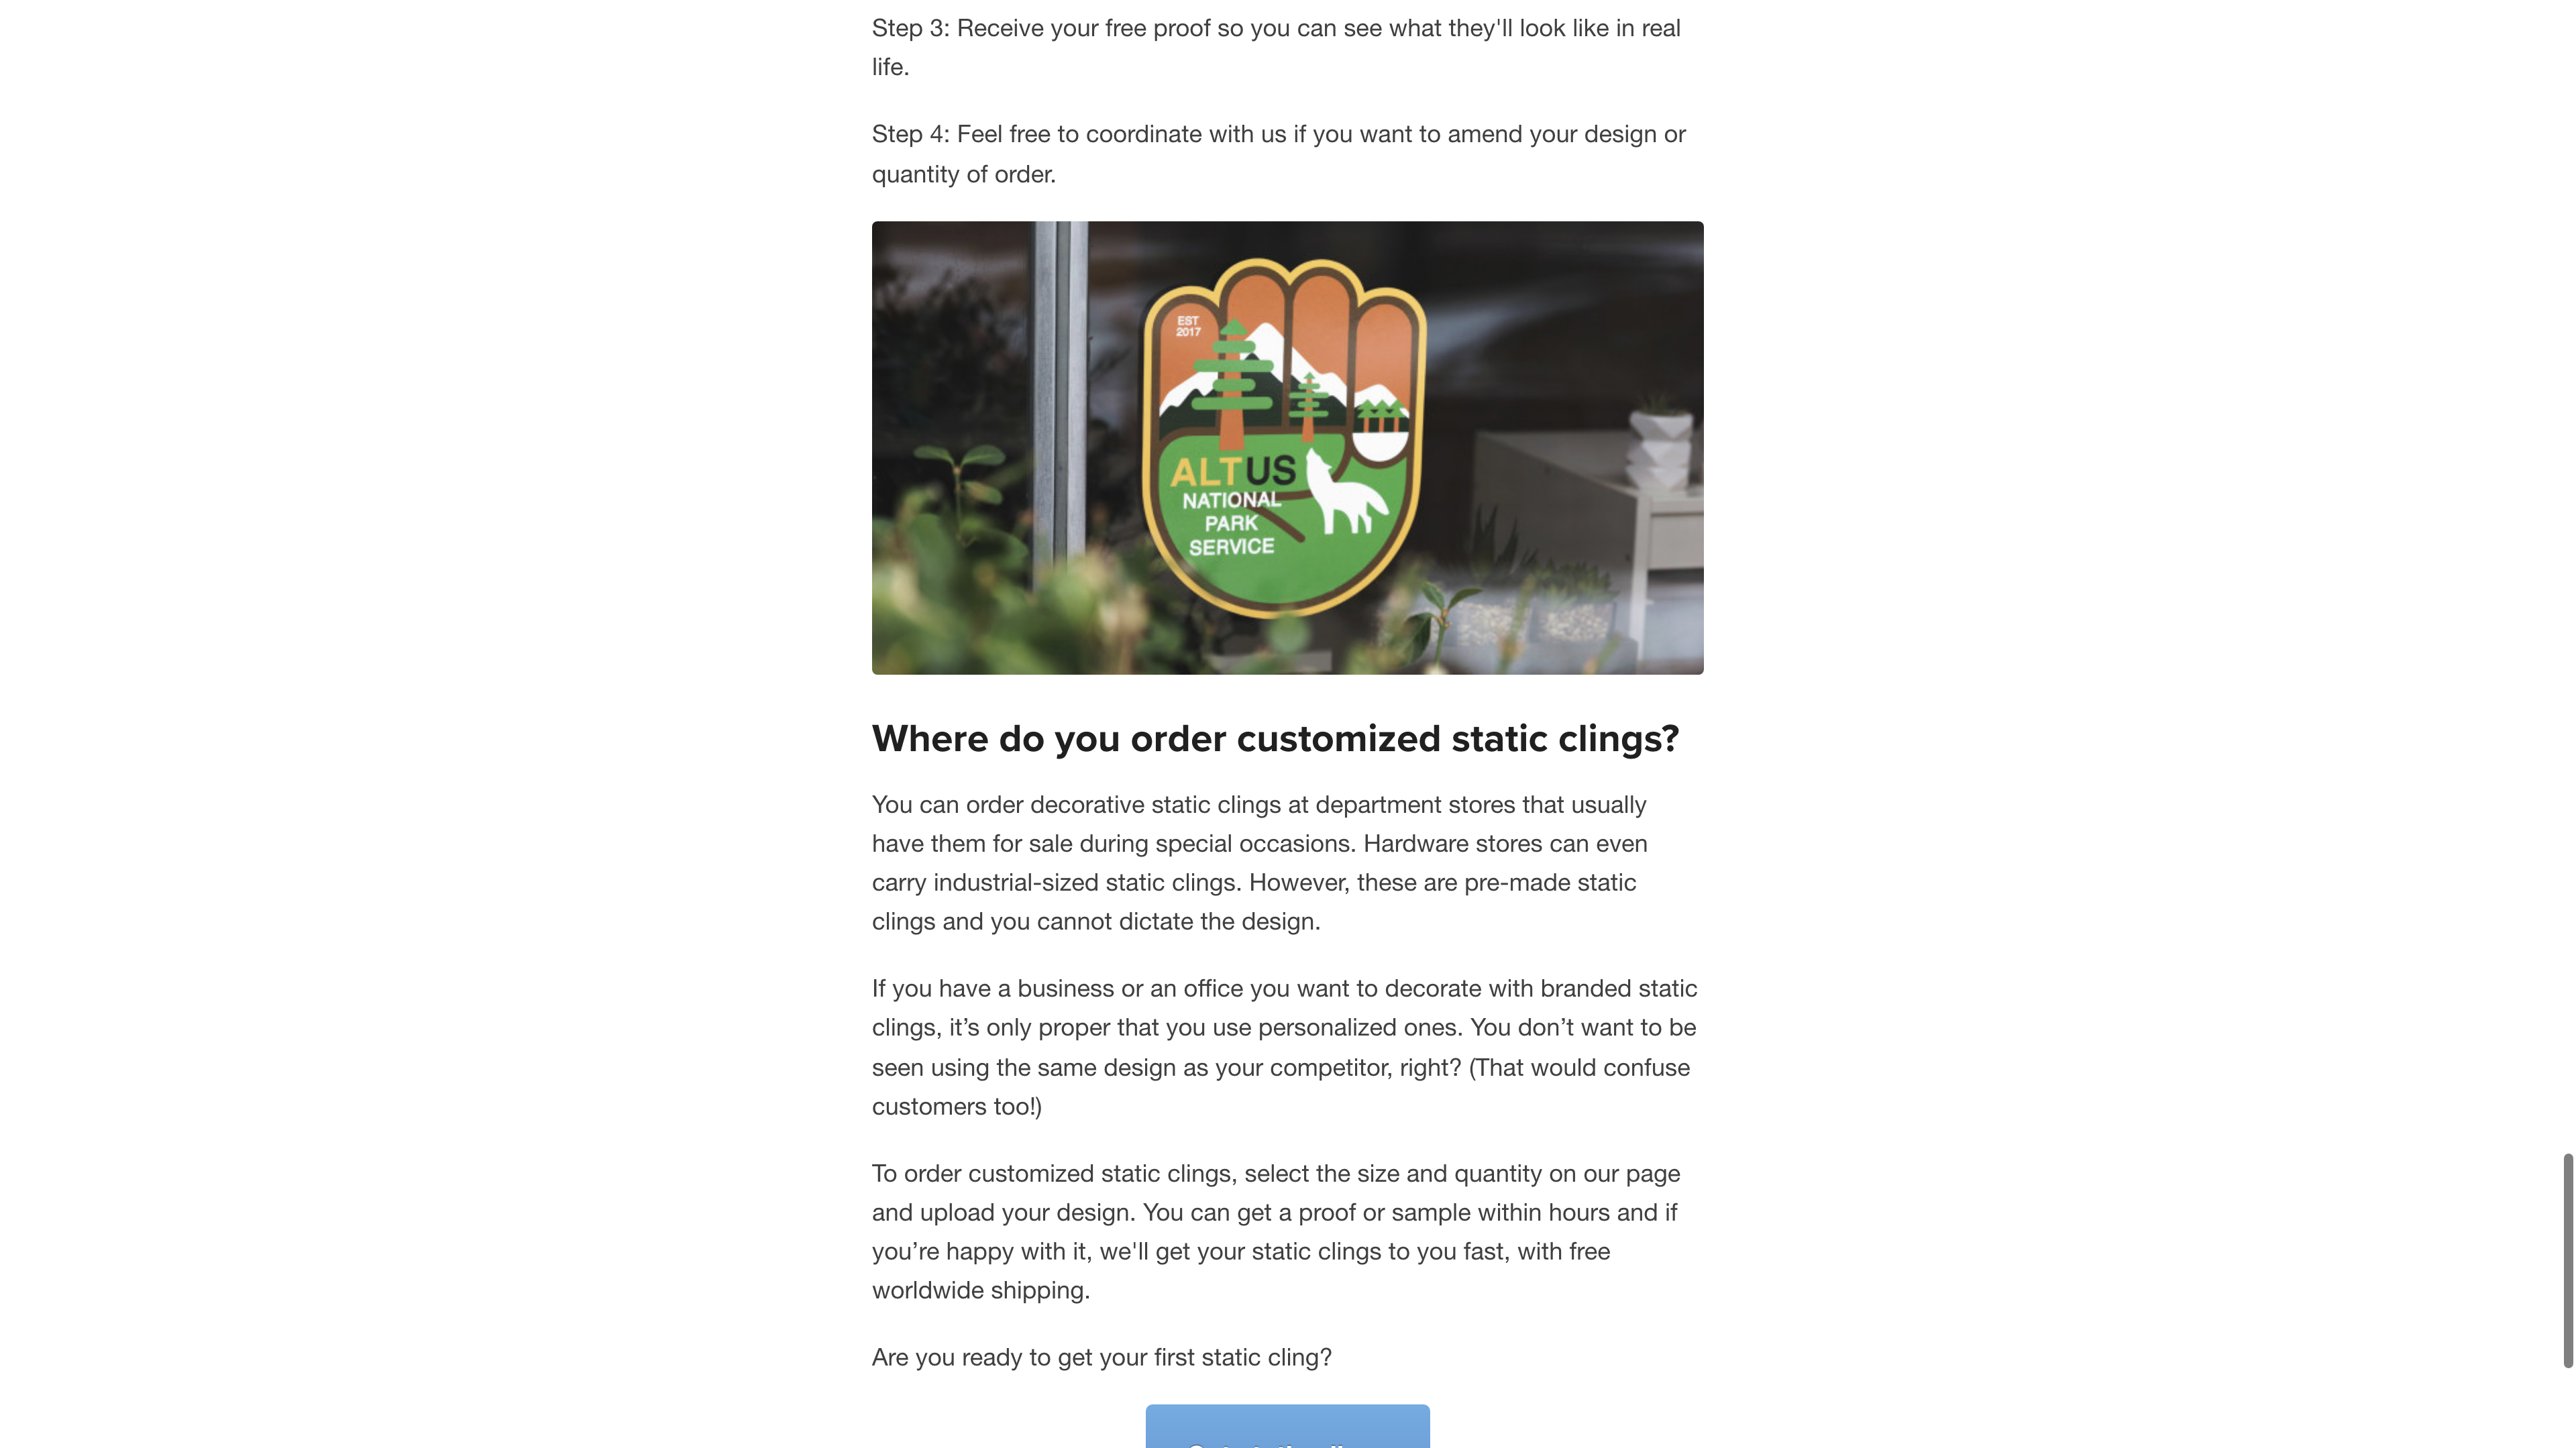 Step 3: Receive your free proof so you can see what they'll look like in real
life.
Step 4: Feel free to coordinate with us if you want to amend your design or
quantity of order.
EST
2017
ALTUS
NATIONAL
PARK
SERVICE
Where do you order customized static clings?
You can order decorative static clings at department stores that usually
have them for sale during special occasions. Hardware stores can even
carry industrial-sized static clings. However, these are pre-made static
clings and you cannot dictate the design.
If you have a business or an office you want to decorate with branded static
clings, it’s only proper that you use personalized ones. You don’t want to be
seen using the same design as your competitor, right? (That would confuse
customers too!)
To order customized static clings, select the size and quantity on our page
and upload your design. You can get a proof or sample within hours and if
you’re happy with it, we'll get your static clings to you fast, with free
worldwide shipping.
Are you ready to get your first static cling?